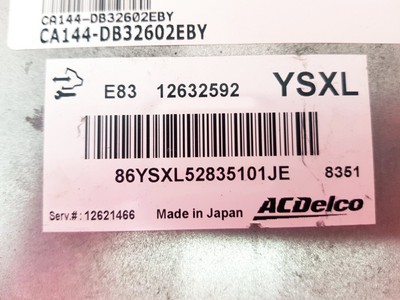 CA144-DB32602EBY
CA144-DB32602EBY
E83 12632592 YSXL
86YSXL52835101JE 8351
Serv.#: 12621466 Made in Japan ACDelco